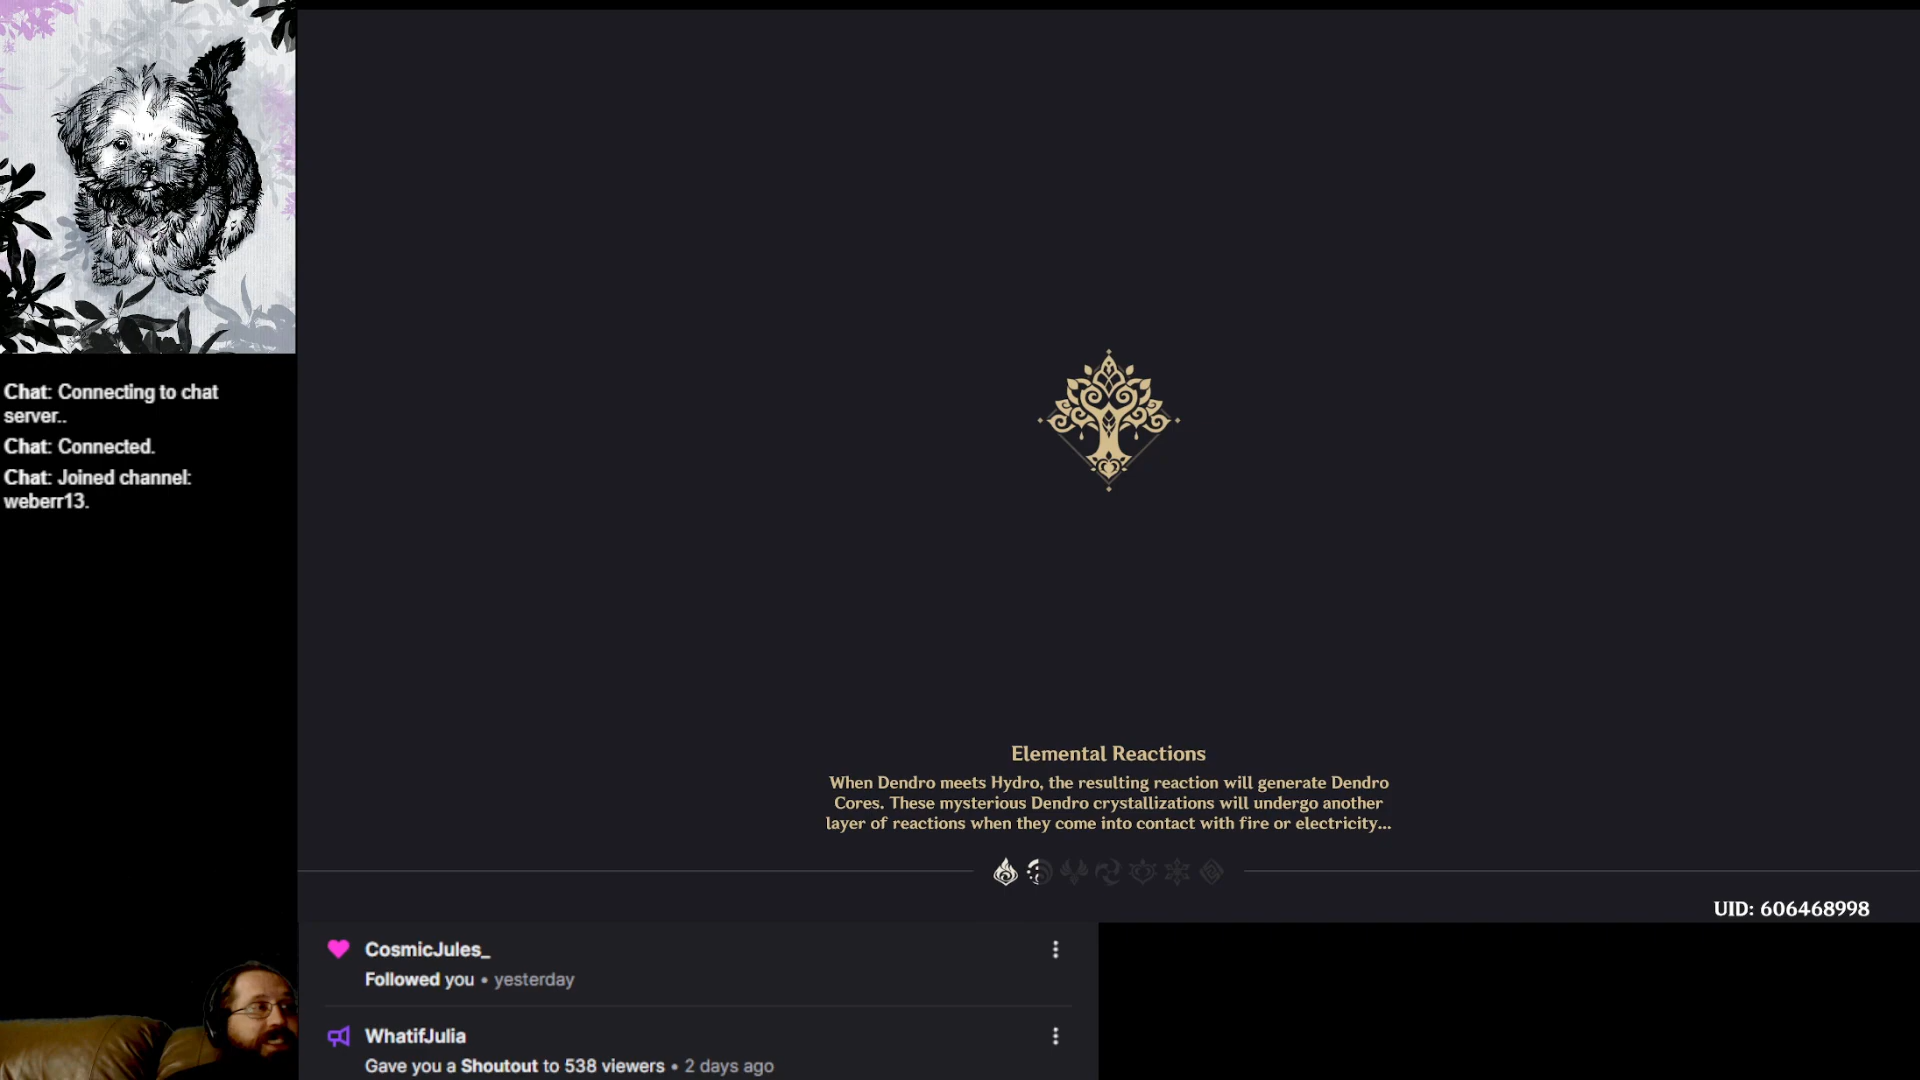 Chat: Connecting to chat
server..
Chat: Connected.
Chat: Joined channel:
weberr13.
Elemental Reactions
When Dendro meets Hydro, the resulting reaction will generate Dendro
Cores. These mysterious Dendro crystallizations will undergo another
layer of reactions when they come into contact with fire or electricity...
UID: 606468998
CosmicJules_
Followed you • yesterday
WhatifJulia
Gave you a Shoutout to 538 viewers • 2 days ago